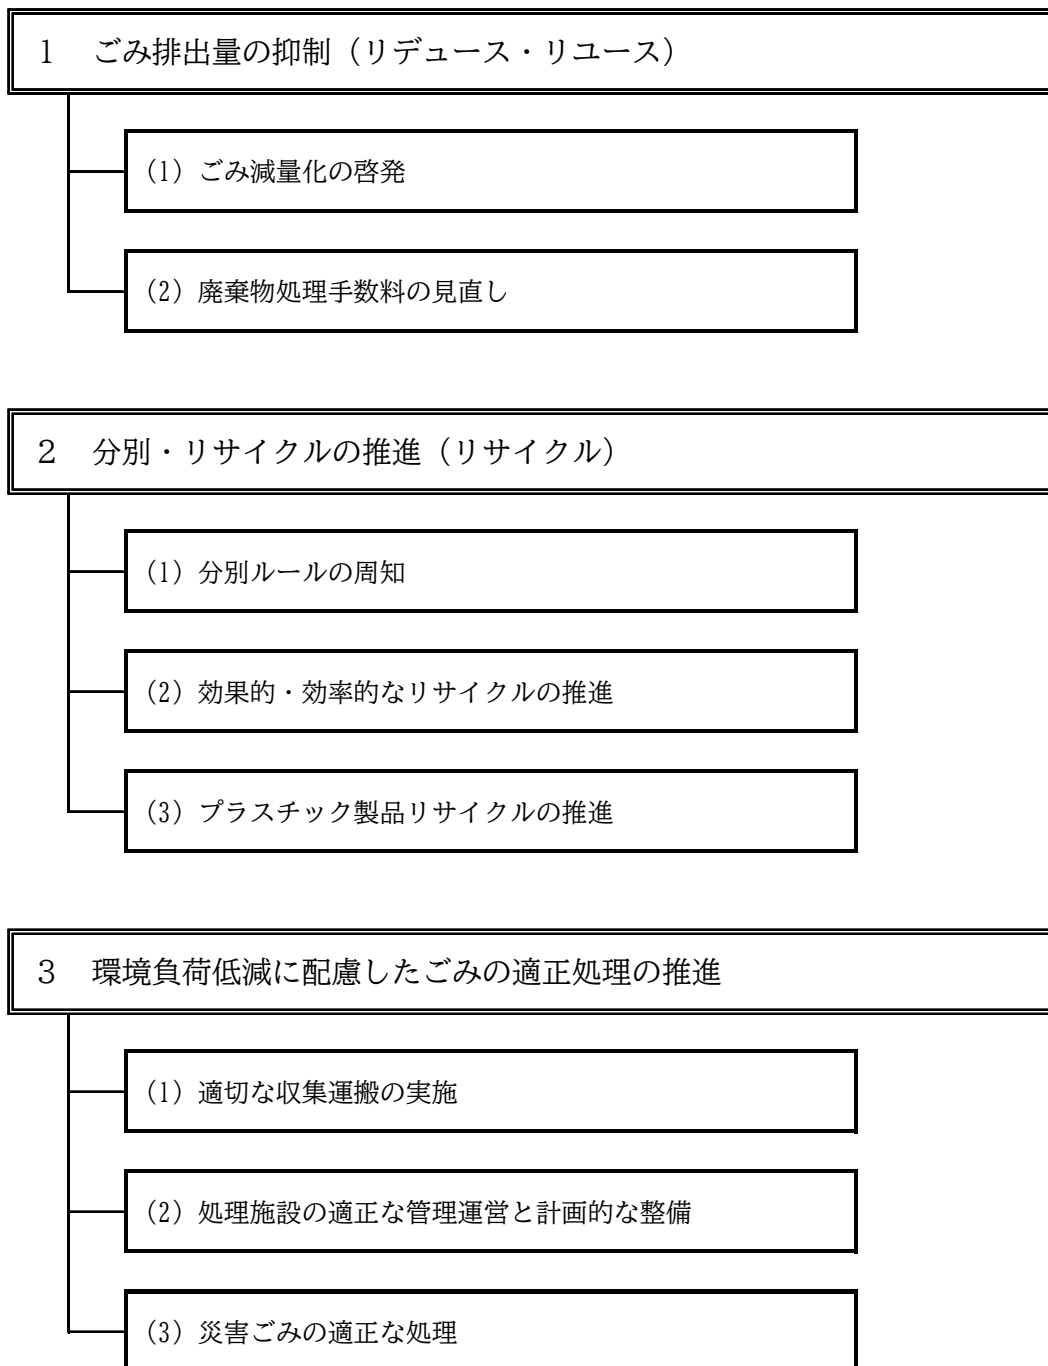 １　ごみ排出量の抑制（リデュース・リユース）
（1）ごみ減量化の啓発
（2）廃棄物処理手数料の見直し
２　分別・リサイクルの推進（リサイクル）
（1）分別ルールの周知
（2）効果的・効率的なリサイクルの推進
（3）プラスチック製品リサイクルの推進
３　環境負荷低減に配慮したごみの適正処理の推進
（1）適切な収集運搬の実施
（2）処理施設の適正な管理運営と計画的な整備
（3）災害ごみの適正な処理